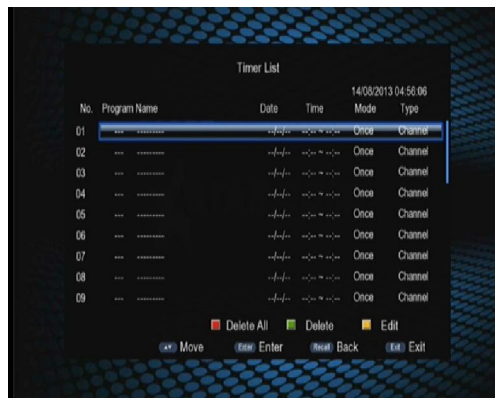 Timer List
14/08/2013 04:56:06
No. Program Name Date Time Mode Type
01 --- --------- --/--/-- --:-- ~ --:-- Once Channel
02 --- --------- --/--/-- --:-- ~ --:-- Once Channel
03 --- --------- --/--/-- --:-- ~ --:-- Once Channel
04 --- --------- --/--/-- --:-- ~ --:-- Once Channel
05 --- --------- --/--/-- --:-- ~ --:-- Once Channel
06 --- --------- --/--/-- --:-- ~ --:-- Once Channel
07 --- --------- --/--/-- --:-- ~ --:-- Once Channel
08 --- --------- --/--/-- --:-- ~ --:-- Once Channel
09 --- --------- --/--/-- --:-- ~ --:-- Once Channel
Delete All Delete Edit
Move Enter Enter Recall Back Exit Exit